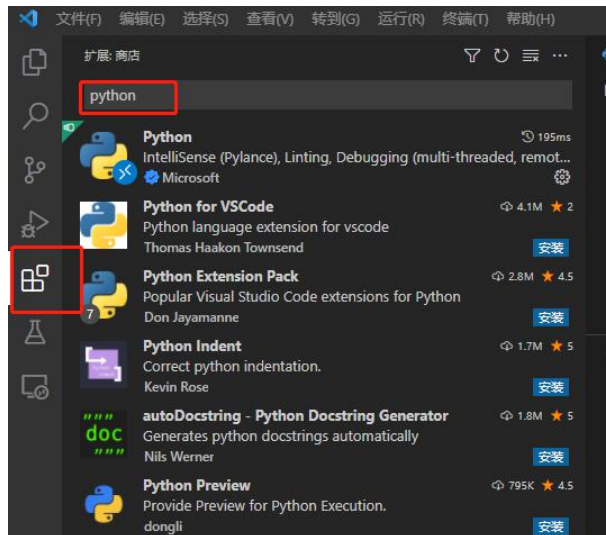 文件(F) 编辑(E) 选择(S) 查看(V) 转到(G) 运行(R) 终端(T) 帮助(H)
扩展: 商店
python
Python 195ms
IntelliSense (Pylance), Linting, Debugging (multi-threaded, remot...
Microsoft
Python for VSCode 4.1M 2
Python language extension for vscode
Thomas Haakon Townsend 安装
Python Extension Pack 2.8M 4.5
Popular Visual Studio Code extensions for Python
7 Don Jayamanne 安装
Python Indent 1.7M 5
Correct python indentation.
Kevin Rose 安装
autoDocstring - Python Docstring Generator 1.8M 5
""" doc """
Generates python docstrings automatically
Nils Werner 安装
Python Preview 795K 4.5
Provide Preview for Python Execution.
dongli 安装